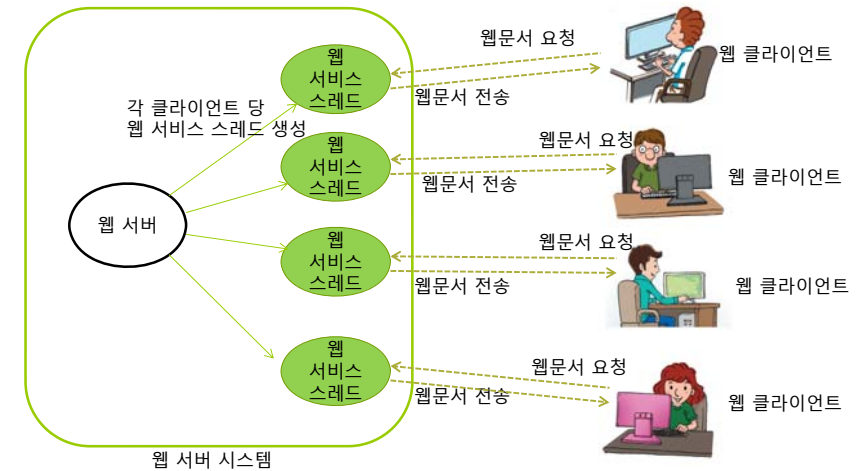 웹문서 요청
웹 클라이언트
웹
서비스
스레드
웹문서 전송
각 클라이언트 당
웹 서비스 스레드 생성
웹문서 요청
웹
서비스
스레드
웹문서 전송
웹 클라이언트
웹 서버
웹문서 요청
웹
서비스
스레드
웹문서 전송
웹 클라이언트
웹
서비스
스레드
웹문서 요청
웹문서 전송
웹 클라이언트
웹 서버 시스템